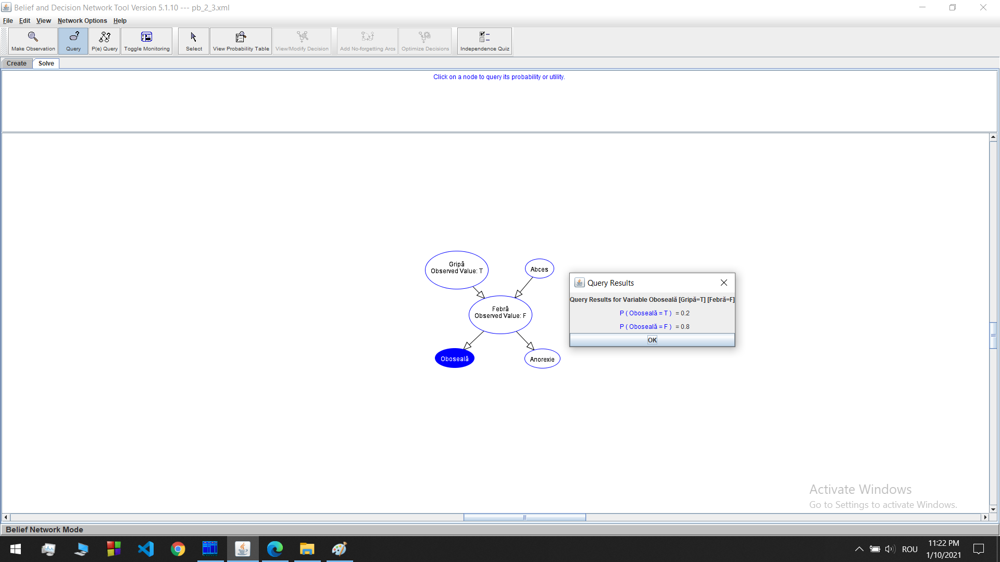 Belief and Decision Network Tool Version 5.1.10 --- pb_2_3.xml
File Edit View Network Options Help
Make Observation Query P(e) Query Toggle Monitoring Select View Probability Table View/Modify Decision Add No-forgetting Arcs Optimize Decisions Independence Quiz
Create Solve
Click on a node to query its probability or utility.
Gripă
Observed Value: T
Abces
Febră
Observed Value: F
Oboseală
Anorexie
Query Results
Query Results for Variable Oboseală [Gripă=T] [Febră=F]
P ( Oboseală = T ) = 0.2
P ( Oboseală = F ) = 0.8
OK
Activate Windows
Go to Settings to activate Windows.
Belief Network Mode
ROU
11:22 PM
1/10/2021